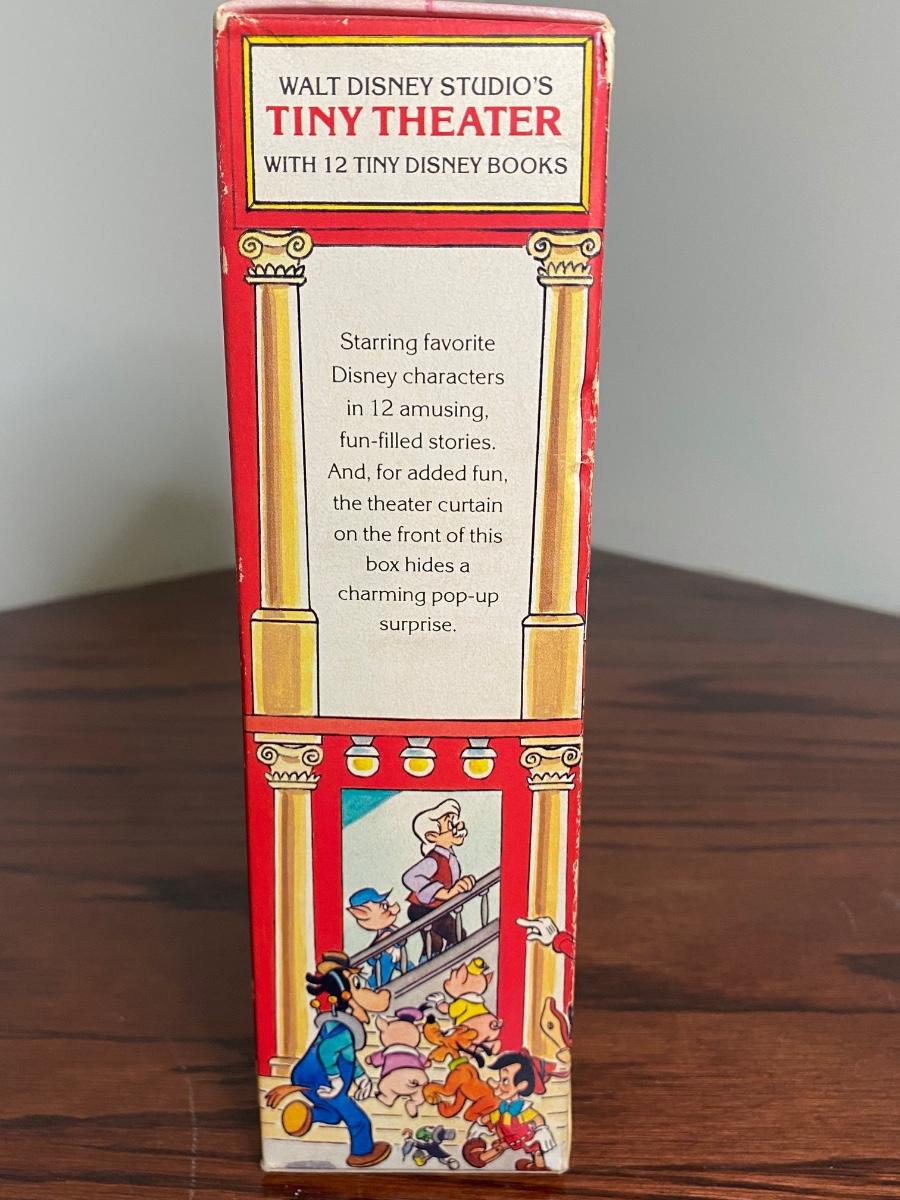 WALT DISNEY STUDIO'S
TINY THEATER
WITH 12 TINY DISNEY BOOKS
Starring favorite
Disney characters
in 12 amusing,
fun-filled stories.
And, for added fun,
the theater curtain
on the front of this
box hides a
charming pop-up
surprise.